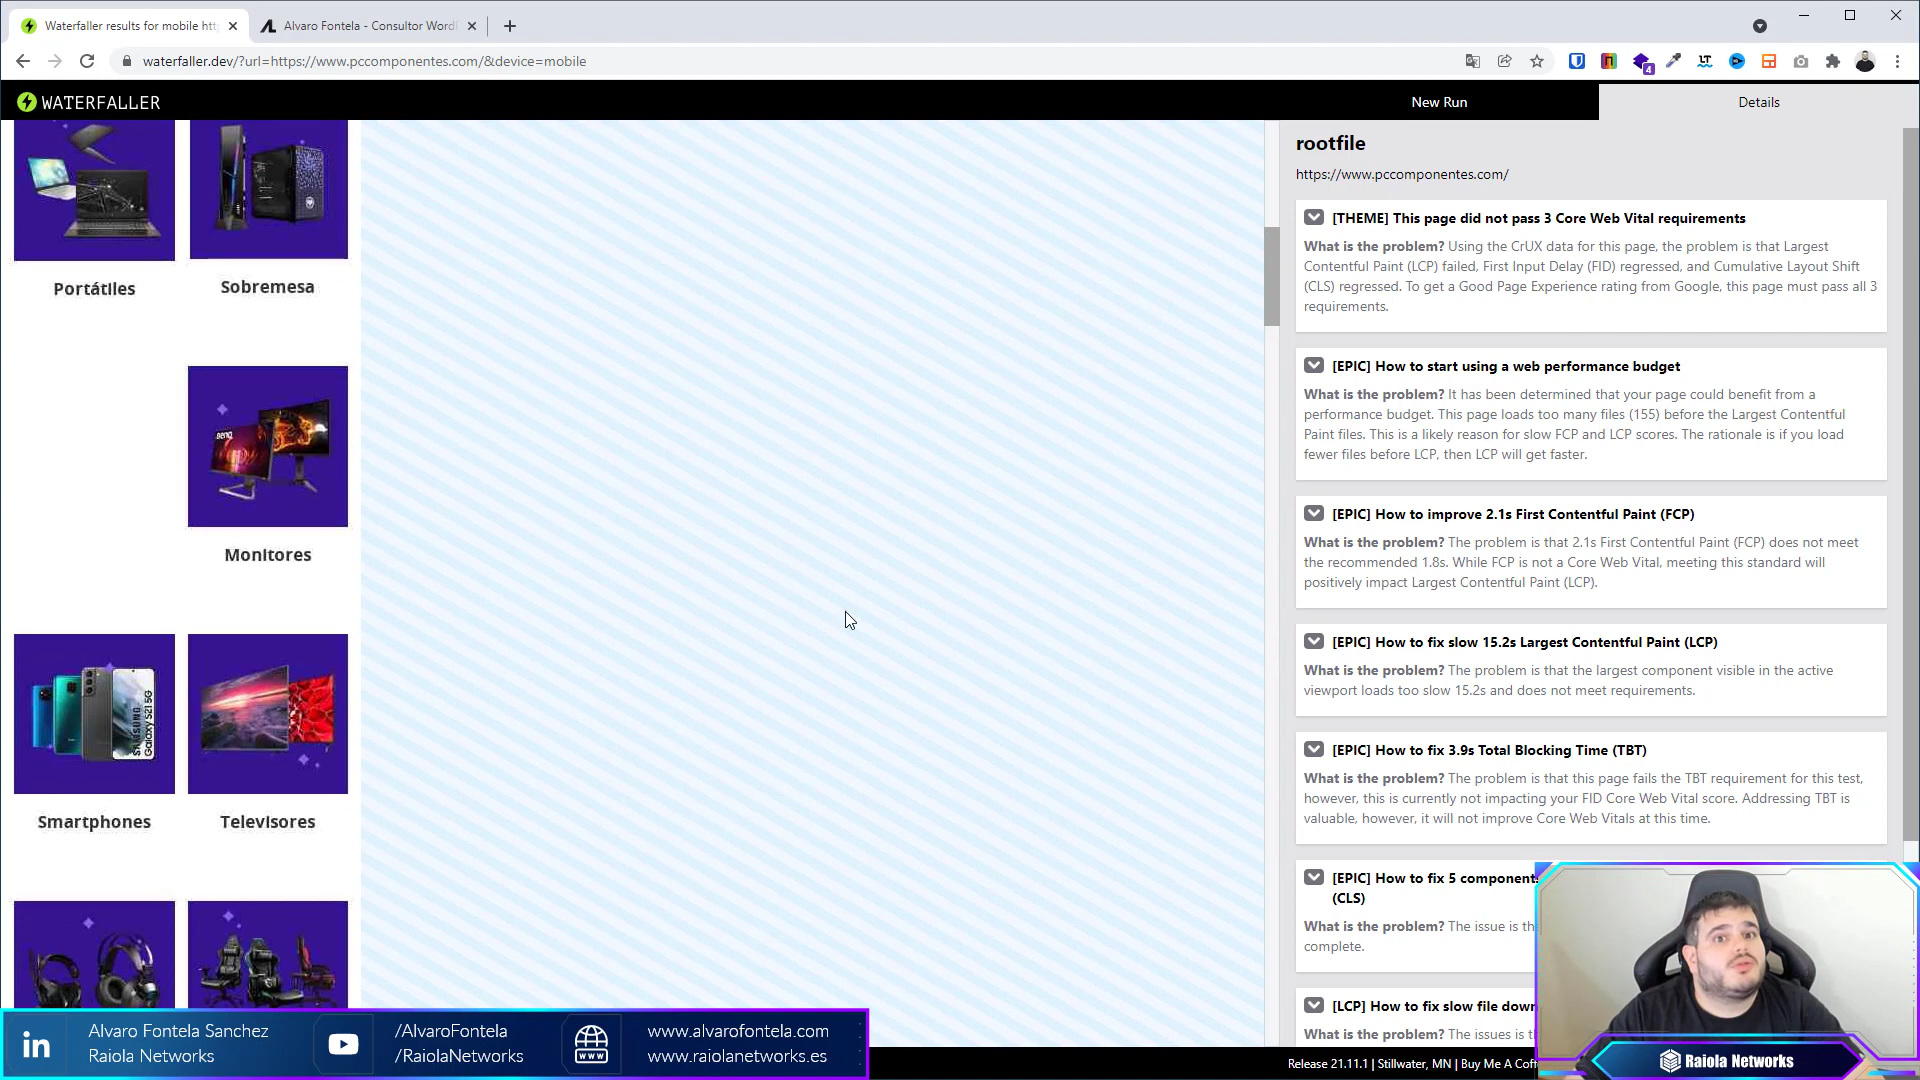 Waterfaller results for mobile htt
Alvaro Fontela - Consultor Word
waterfaller.dev/?url=https://www.pccomponentes.com/&device=mobile
4
WATERFALLER
New Run
Details
Portátiles
Sobremesa
BENQ
Monitores
SAMSUNG
Galaxy S21 5G
Smartphones
Televisores
rootfile
https://www.pccomponentes.com/
[THEME] This page did not pass 3 Core Web Vital requirements
What is the problem? Using the CrUX data for this page, the problem is that Largest
Contentful Paint (LCP) failed, First Input Delay (FID) regressed, and Cumulative Layout Shift
(CLS) regressed. To get a Good Page Experience rating from Google, this page must pass all 3
requirements.
[EPIC] How to start using a web performance budget
What is the problem? It has been determined that your page could benefit from a
performance budget. This page loads too many files (155) before the Largest Contentful
Paint files. This is a likely reason for slow FCP and LCP scores. The rationale is if you load
fewer files before LCP, then LCP will get faster.
[EPIC] How to improve 2.1s First Contentful Paint (FCP)
What is the problem? The problem is that 2.1s First Contentful Paint (FCP) does not meet
the recommended 1.8s. While FCP is not a Core Web Vital, meeting this standard will
positively impact Largest Contentful Paint (LCP).
[EPIC] How to fix slow 15.2s Largest Contentful Paint (LCP)
What is the problem? The problem is that the largest component visible in the active
viewport loads too slow 15.2s and does not meet requirements.
[EPIC] How to fix 3.9s Total Blocking Time (TBT)
What is the problem? The problem is that this page fails the TBT requirement for this test,
however, this is currently not impacting your FID Core Web Vital score. Addressing TBT is
valuable, however, it will not improve Core Web Vitals at this time.
[EPIC] How to fix 5 component
(CLS)
What is the problem? The issue is th
complete.
[LCP] How to fix slow file dow
What is the problem? The issues is t
Release 21.11.1 | Stillwater, MN | Buy Me A Coff
in
Alvaro Fontela Sanchez
Raiola Networks
/AlvaroFontela
/RaiolaNetworks
www
www.alvarofontela.com
www.raiolanetworks.es
Raiola Networks